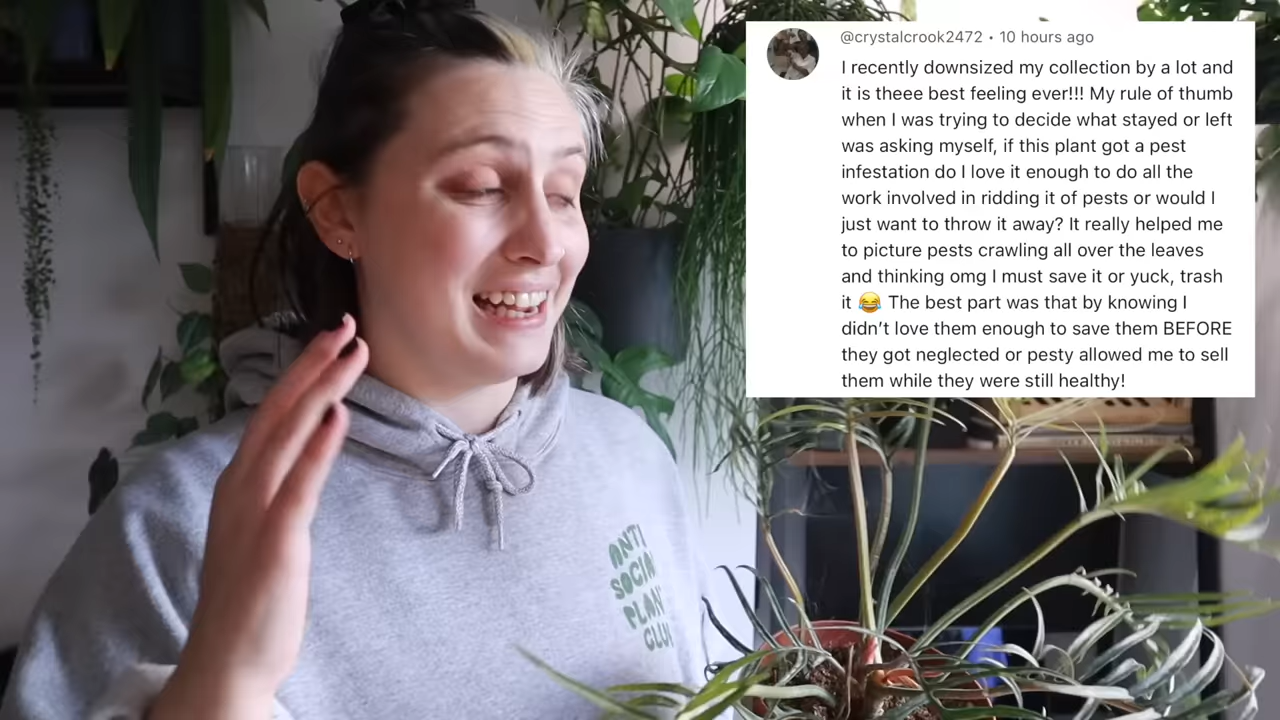 @crystalcrook2472 • 10 hours ago
I recently downsized my collection by a lot and
it is theee best feeling ever!!! My rule of thumb
when I was trying to decide what stayed or left
was asking myself, if this plant got a pest
infestation do I love it enough to do all the
work involved in ridding it of pests or would I
just want to throw it away? It really helped me
to picture pests crawling all over the leaves
and thinking omg I must save it or yuck, trash
it 😂 The best part was that by knowing I
didn’t love them enough to save them BEFORE
they got neglected or pesty allowed me to sell
them while they were still healthy!
ANTI
SOCIAL
PLANT
CLUB